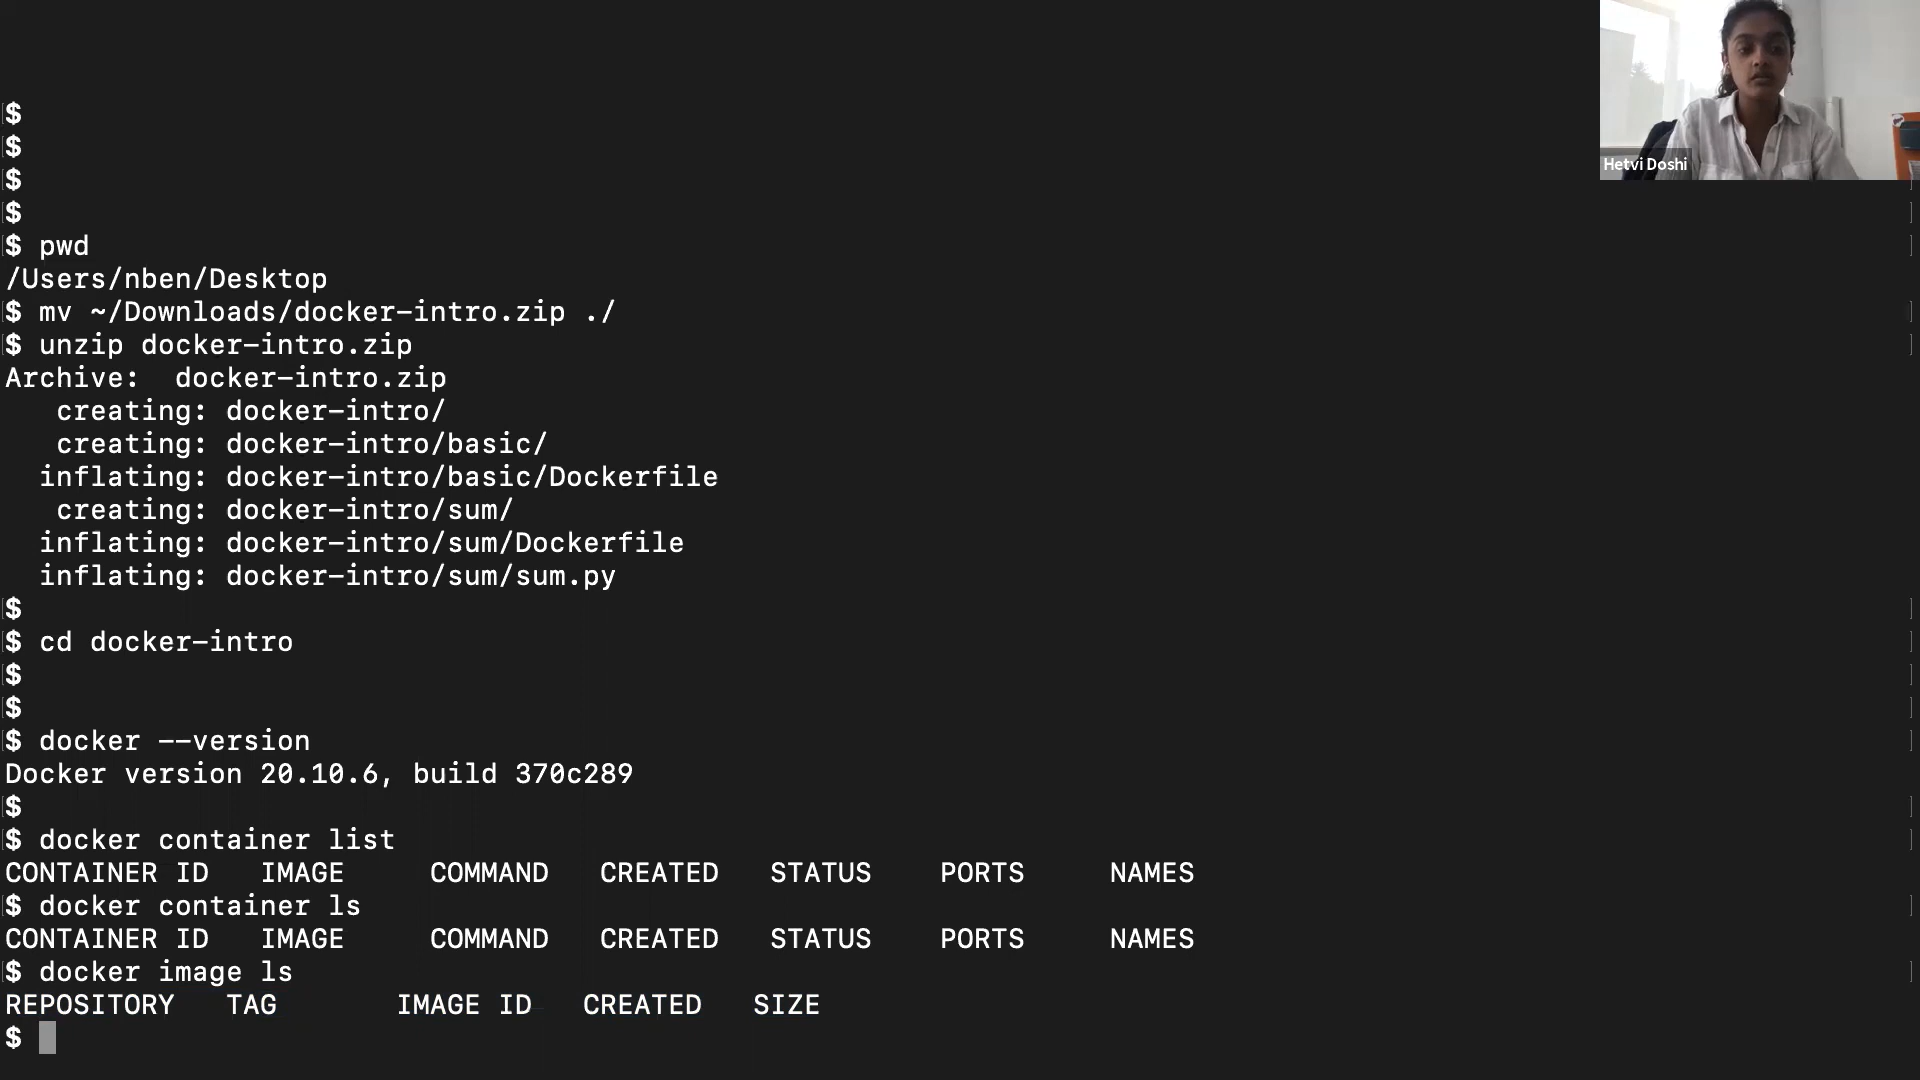 $
$
$
$
$ pwd
/Users/nben/Desktop
$ mv ~/Downloads/docker-intro.zip ./
$ unzip docker-intro.zip
Archive:  docker-intro.zip
   creating: docker-intro/
   creating: docker-intro/basic/
  inflating: docker-intro/basic/Dockerfile
   creating: docker-intro/sum/
  inflating: docker-intro/sum/Dockerfile
  inflating: docker-intro/sum/sum.py
$
$ cd docker-intro
$
$
$ docker --version
Docker version 20.10.6, build 370c289
$
$ docker container list
CONTAINER ID   IMAGE     COMMAND   CREATED   STATUS    PORTS     NAMES
$ docker container ls
CONTAINER ID   IMAGE     COMMAND   CREATED   STATUS    PORTS     NAMES
$ docker image ls
REPOSITORY   TAG       IMAGE ID   CREATED   SIZE
$
Hetvi Doshi